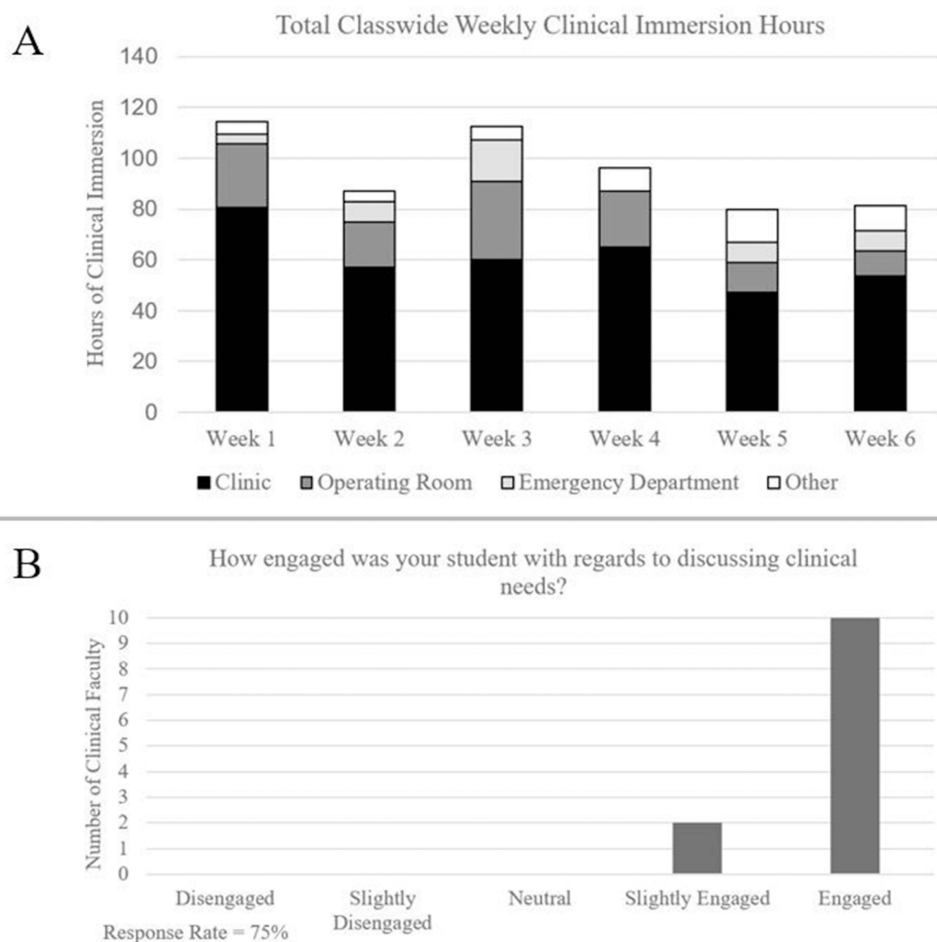 A
Total Classwide Weekly Clinical Immersion Hours
Hours of Clinical Immersion
140
120
100
80
60
40
20
0
Week 1 Week 2 Week 3 Week 4 Week 5 Week 6
Clinic Operating Room Emergency Department Other
B
How engaged was your student with regards to discussing clinical
needs?
Number of Clinical Faculty
10
9
8
7
6
5
4
3
2
1
0
Disengaged Slightly Neutral Slightly Engaged Engaged
Disengaged
Response Rate = 75%